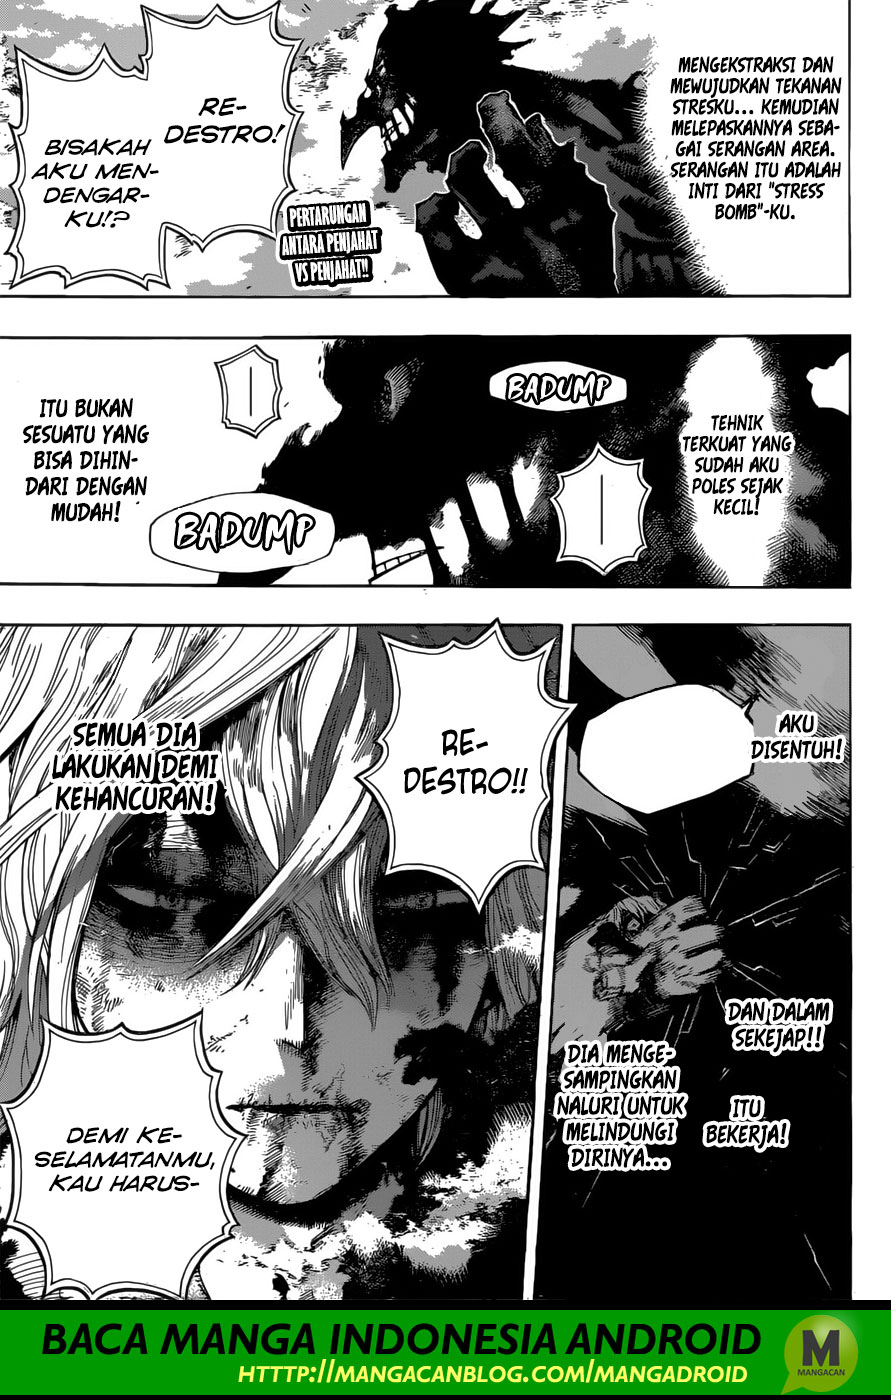 MENGEKSTRAKSI DAN
MEWUJUDKAN TEKANAN
STRESKU... KEMUDIAN
MELEPASKANNYA SEBA-
GAI SERANGAN AREA.
SERANGAN ITU ADALAH
INTI DARI "STRESS
BOMB"-KU.
RE-
DESTRO!
BISAKAH
AKU MEN-
DENGAR-
KU!?
PERTARUNGAN
ANTARA PENJAHAT
VS PENJAHAT!!
TEHNIK
TERKUAT YANG
SUDAH AKU
POLES SEJAK
KECIL!
BADUMP
BADUMP
ITU BUKAN
SESUATU YANG
BISA DIHIN-
DARI DENGAN
MUDAH!
AKU
DISENTUH!
DAN DALAM
SEKEJAP!!
ITU
BEKERJA!
DIA MENGE-
SAMPINGKAN
NALURI UNTUK
MELINDUNGI
DIRINYA...
RE-
DESTRO!!
SEMUA DIA
LAKUKAN DEMI
KEHANCURAN!
DEMI KE-
SELAMATANMU,
KAU HARUS-
BACA MANGA INDONESIA ANDROID
HTTTP://MANGACANBLOG.COM/MANGADROID
M
MANGACAN